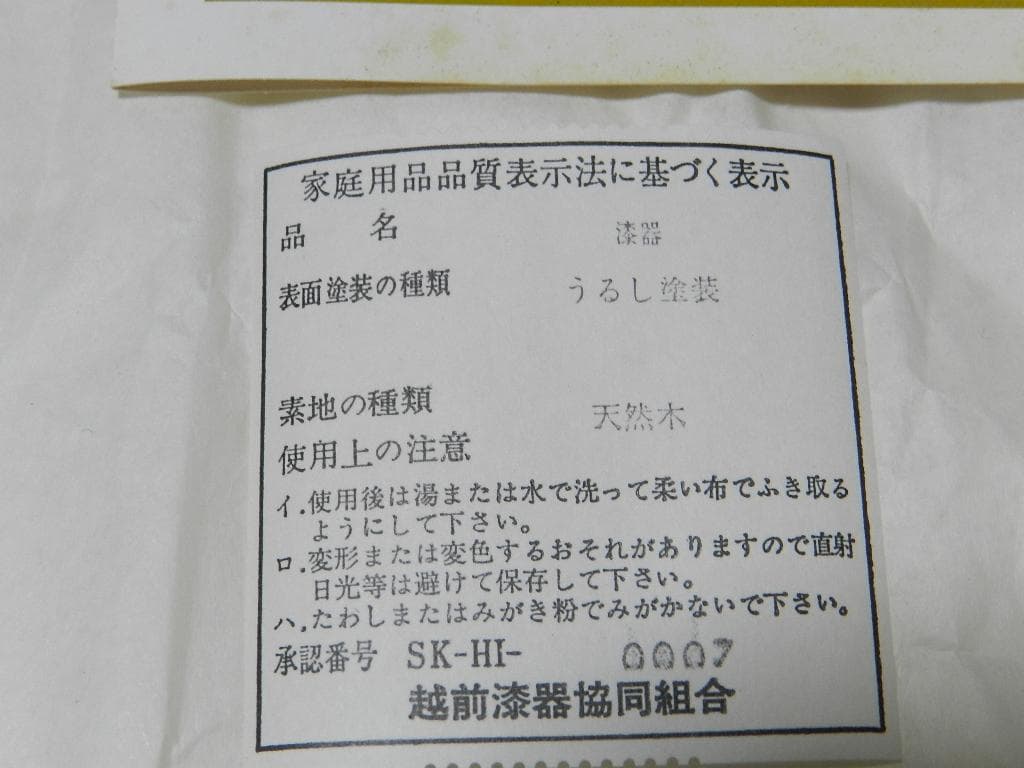 家庭用品品質表示法に基づく表示
品 名 漆器
表面塗装の種類 うるし塗装
素地の種類 天然木
使用上の注意
イ.使用後は湯または水で洗って柔い布でふき取る
ようにして下さい。
ロ.変形または変色するおそれがありますので直射
日光等は避けて保存して下さい。
ハ.たわしまたはみがき粉でみがかないで下さい。
承認番号 SK-HI- 0007
越前漆器協同組合